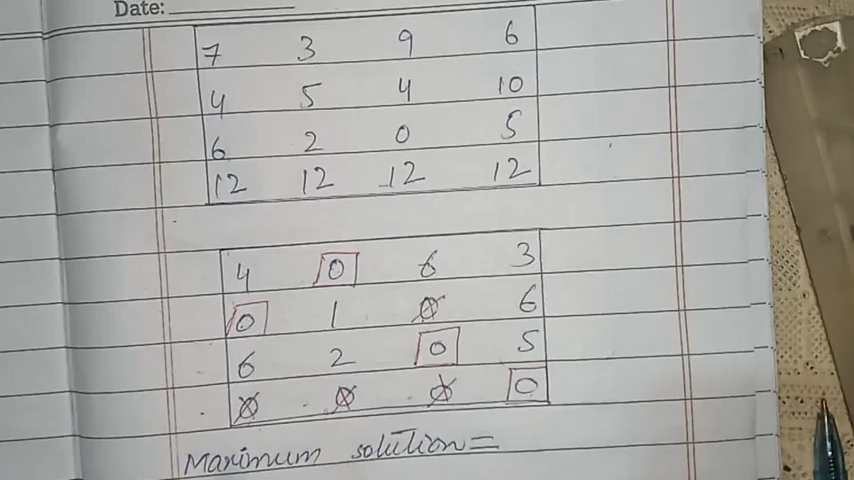 Date:
7 3 9 6
4 5 4 10
6 2 0 5
12 12 12 12
4 0 6 3
0 1 0 6
6 2 0 5
0 0 0 0
Maximum solution=